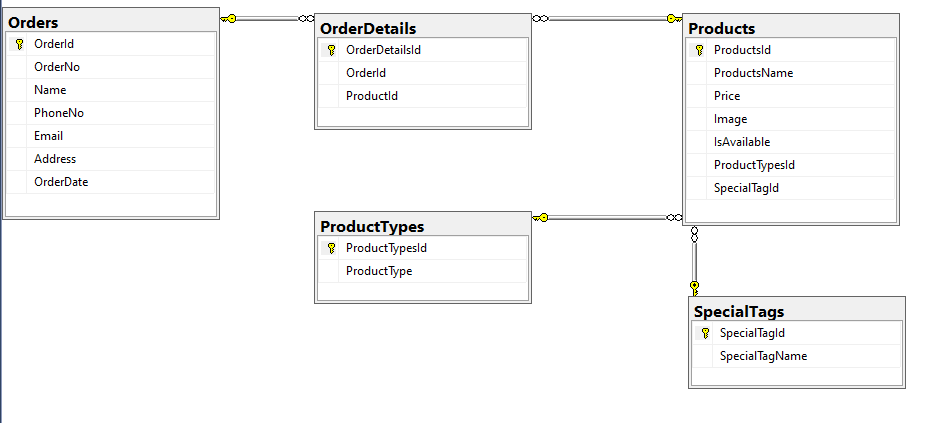 Orders
OrderId
OrderNo
Name
PhoneNo
Email
Address
OrderDate
OrderDetails
OrderDetailsId
OrderId
ProductId
Products
ProductsId
ProductsName
Price
Image
IsAvailable
ProductTypesId
SpecialTagId
ProductTypes
ProductTypesId
ProductType
SpecialTags
SpecialTagId
SpecialTagName